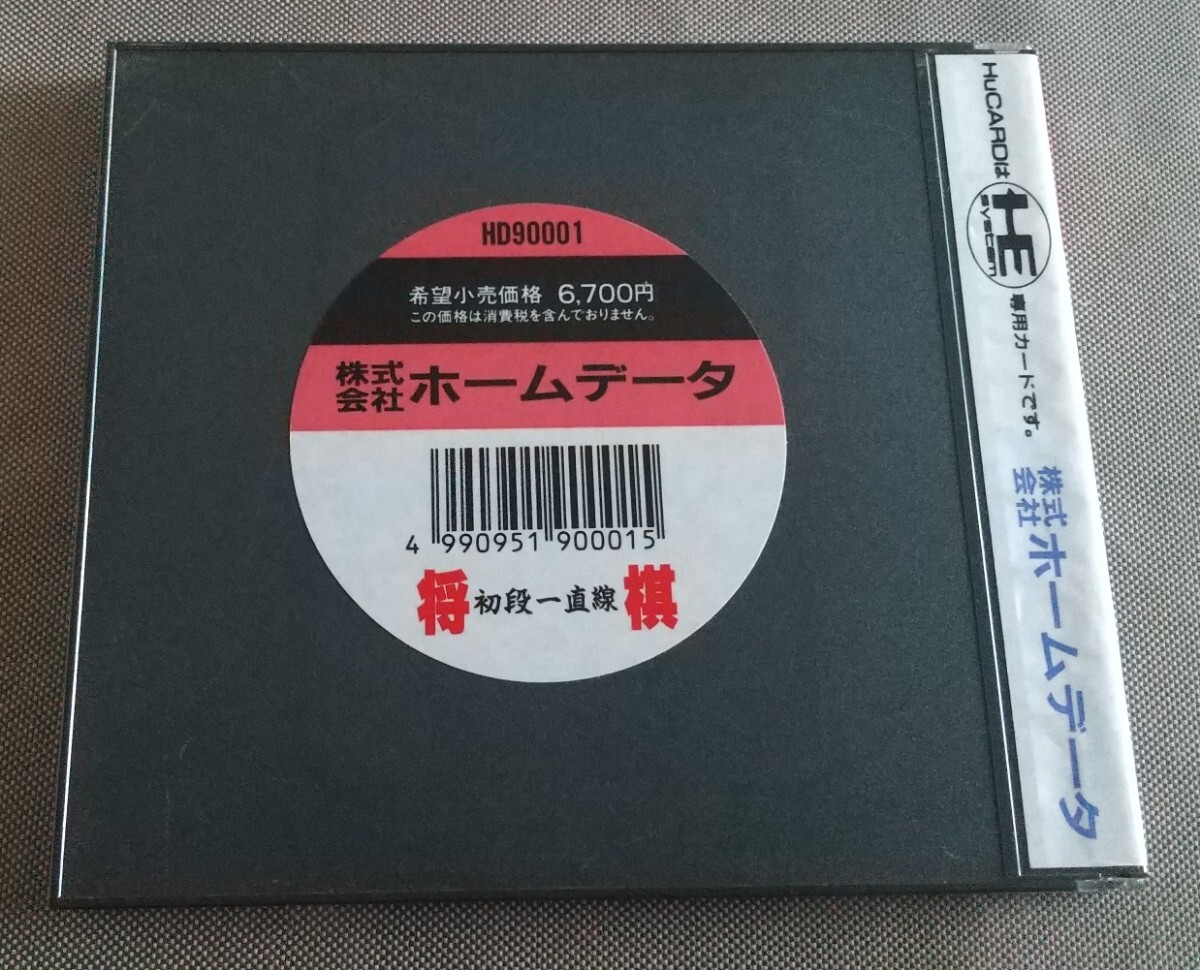 HD90001
希望小売価格 6,700円
この価格は消費税を含んでおりません。
株式会社 ホームデータ
4 990951 900015
将 初段一直線 棋
HuCARDは HE SYSTEM 専用カードです。
株式会社 ホームデータ